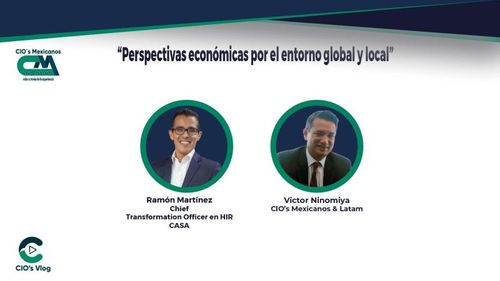 CIO´s Mexicanos
CM
“Perspectivas económicas por el entorno global y local”
Ramón Martínez
Chief
Transformation Officer en HIR
CASA
Víctor Ninomiya
CIO’s Mexicanos & Latam
CIO's Vlog